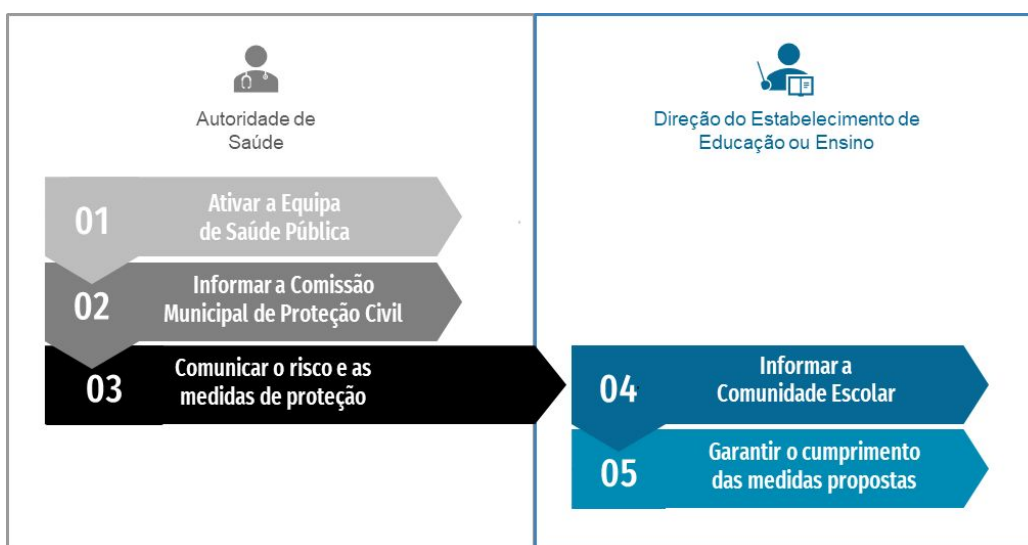 Autoridade de
Saúde
01
Ativar a Equipa
de Saúde Pública
02
Informar a Comissão
Municipal de Proteção Civil
03
Comunicar o risco e as
medidas de proteção
Direção do Estabelecimento de
Educação ou Ensino
04
Informar a
Comunidade Escolar
05
Garantir o cumprimento
das medidas propostas